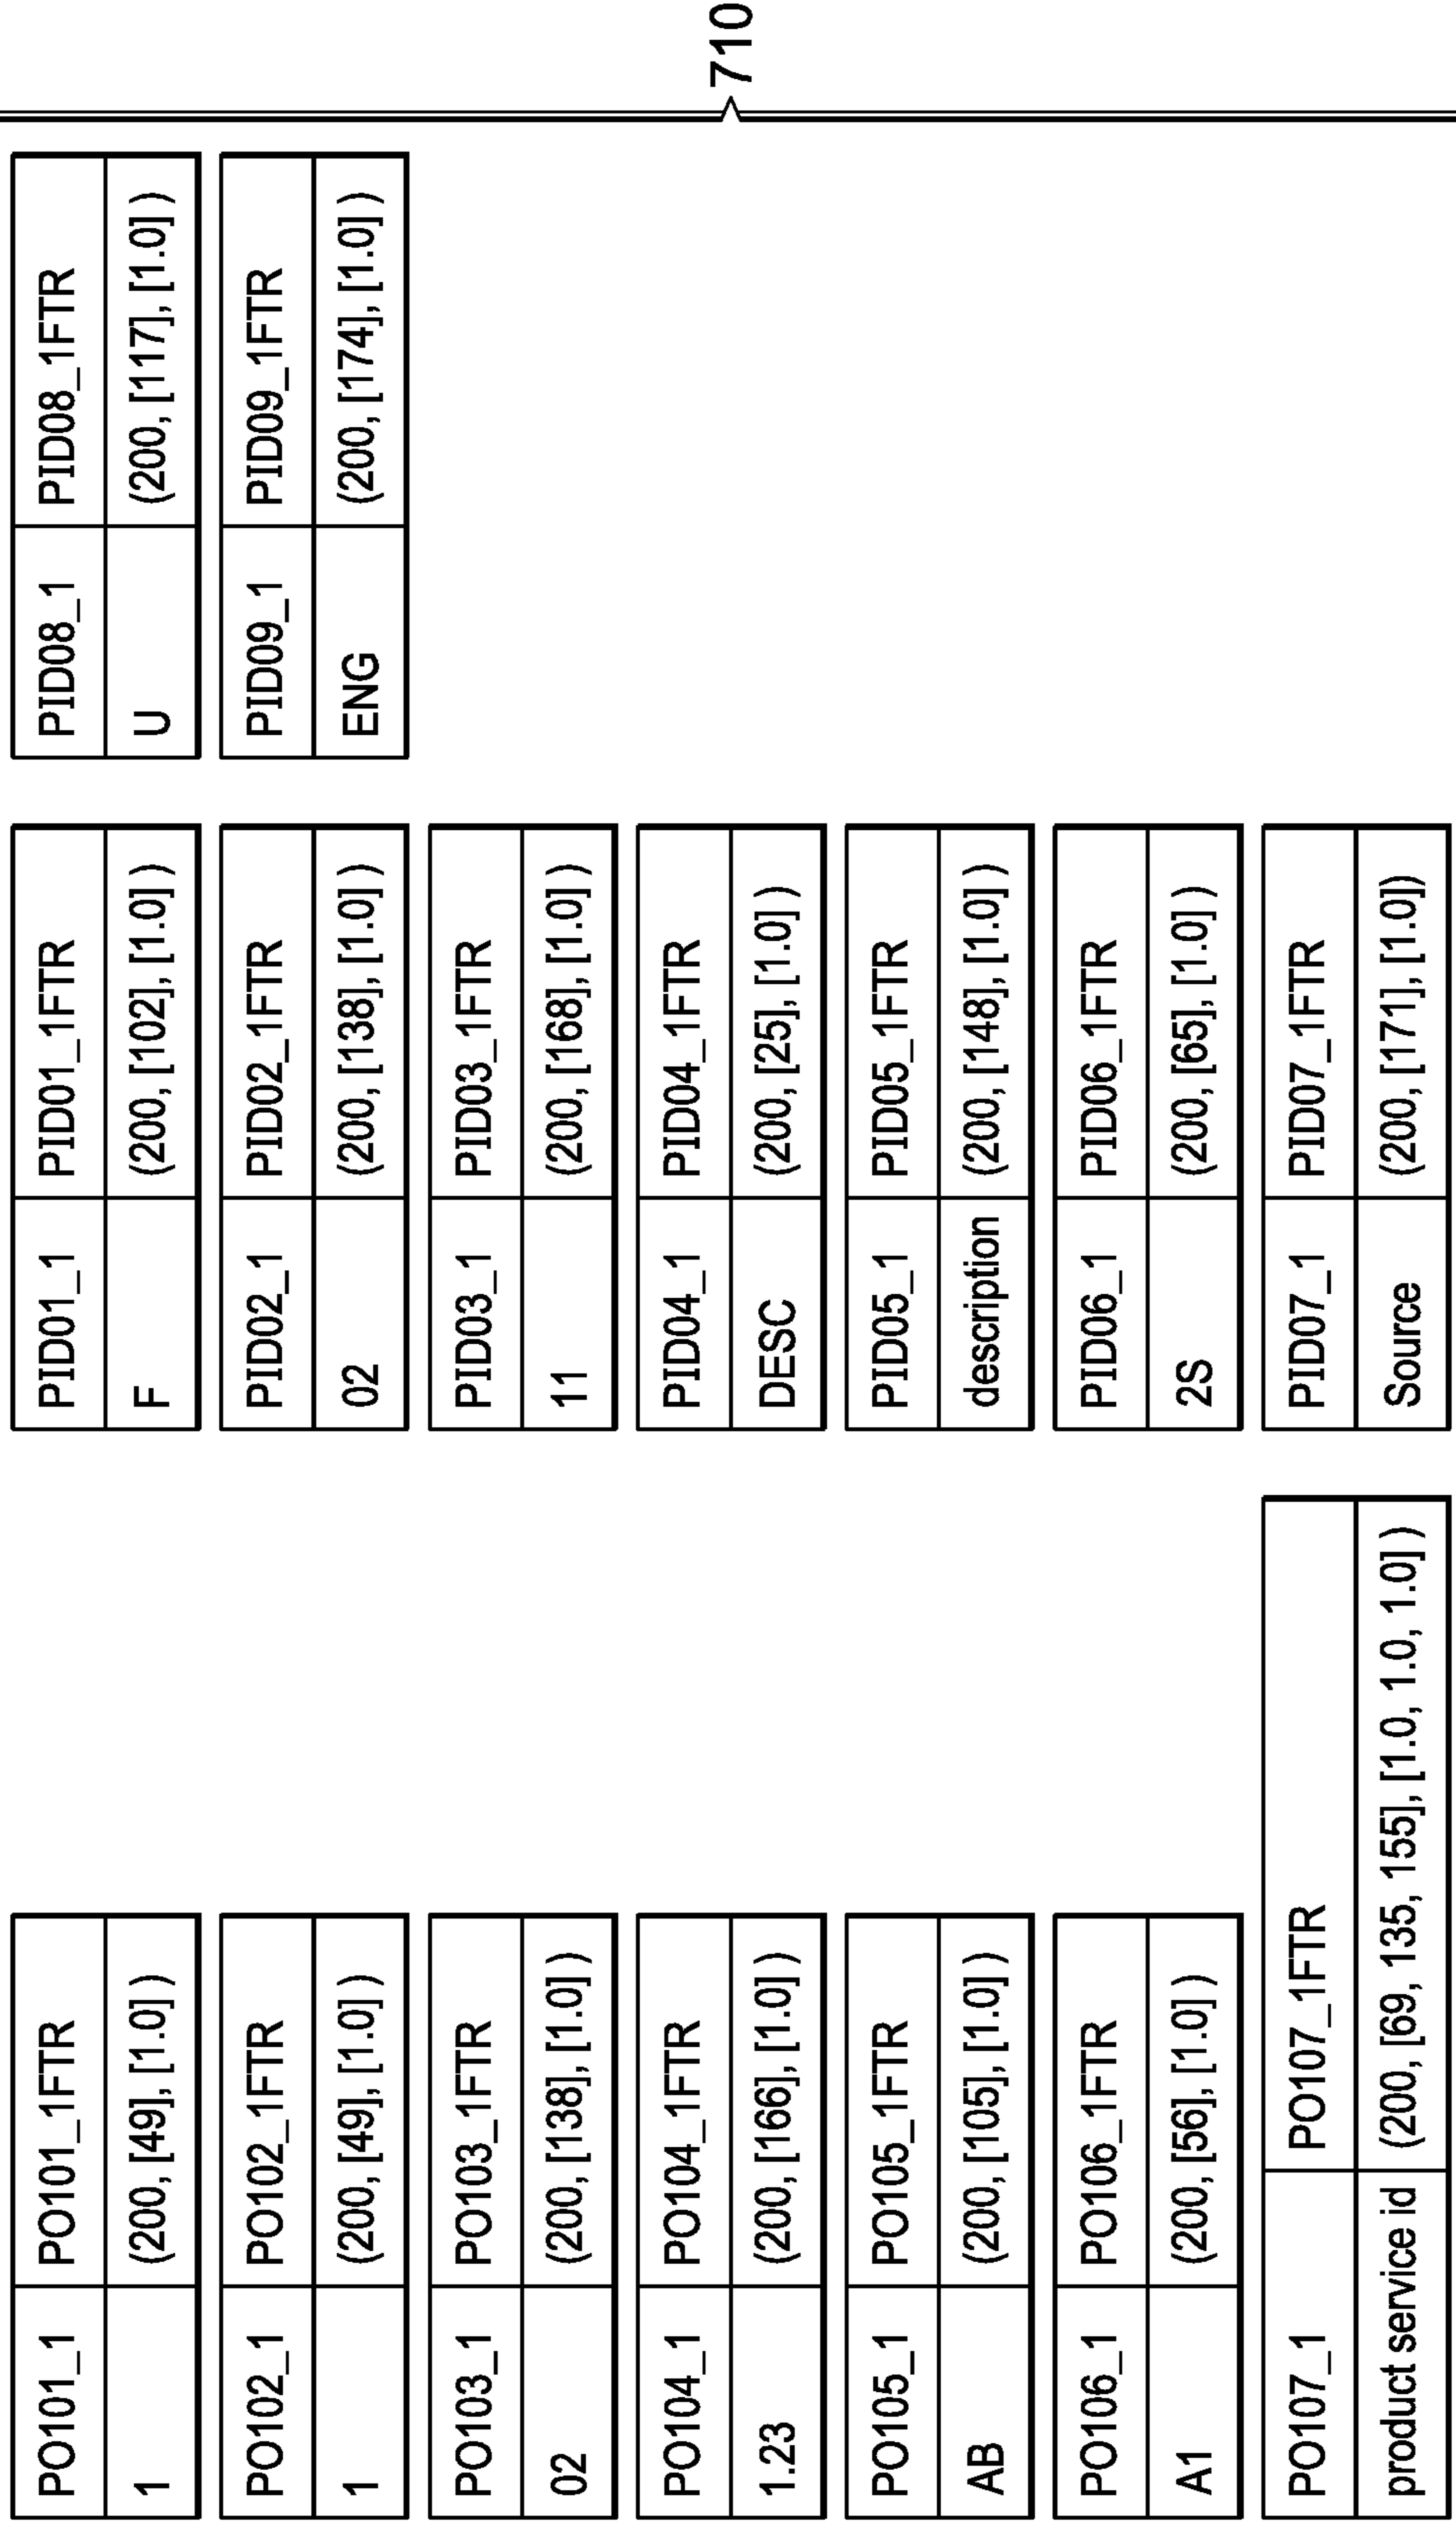 PO101_1 PO101_1FTR
1 (200, [49], [1.0] )
PO102_1 PO102_1FTR
1 (200, [49], [1.0] )
PO103_1 PO103_1FTR
02 (200, [138], [1.0] )
PO104_1 PO104_1FTR
1.23 (200, [166], [1.0] )
PO105_1 PO105_1FTR
AB (200, [105], [1.0] )
PO106_1 PO106_1FTR
A1 (200, [56], [1.0] )
PO107_1 PO107_1FTR
product service id (200, [69, 135, 155], [1.0, 1.0, 1.0] )
PID01_1 PID01_1FTR
F (200, [102], [1.0] )
PID02_1 PID02_1FTR
02 (200, [138], [1.0] )
PID03_1 PID03_1FTR
11 (200, [168], [1.0] )
PID04_1 PID04_1FTR
DESC (200, [25], [1.0] )
PID05_1 PID05_1FTR
description (200, [148], [1.0] )
PID06_1 PID06_1FTR
2S (200, [65], [1.0] )
PID07_1 PID07_1FTR
Source (200, [171], [1.0])
PID08_1 PID08_1FTR
U (200, [117], [1.0] )
PID09_1 PID09_1FTR
ENG (200, [174], [1.0] )
710